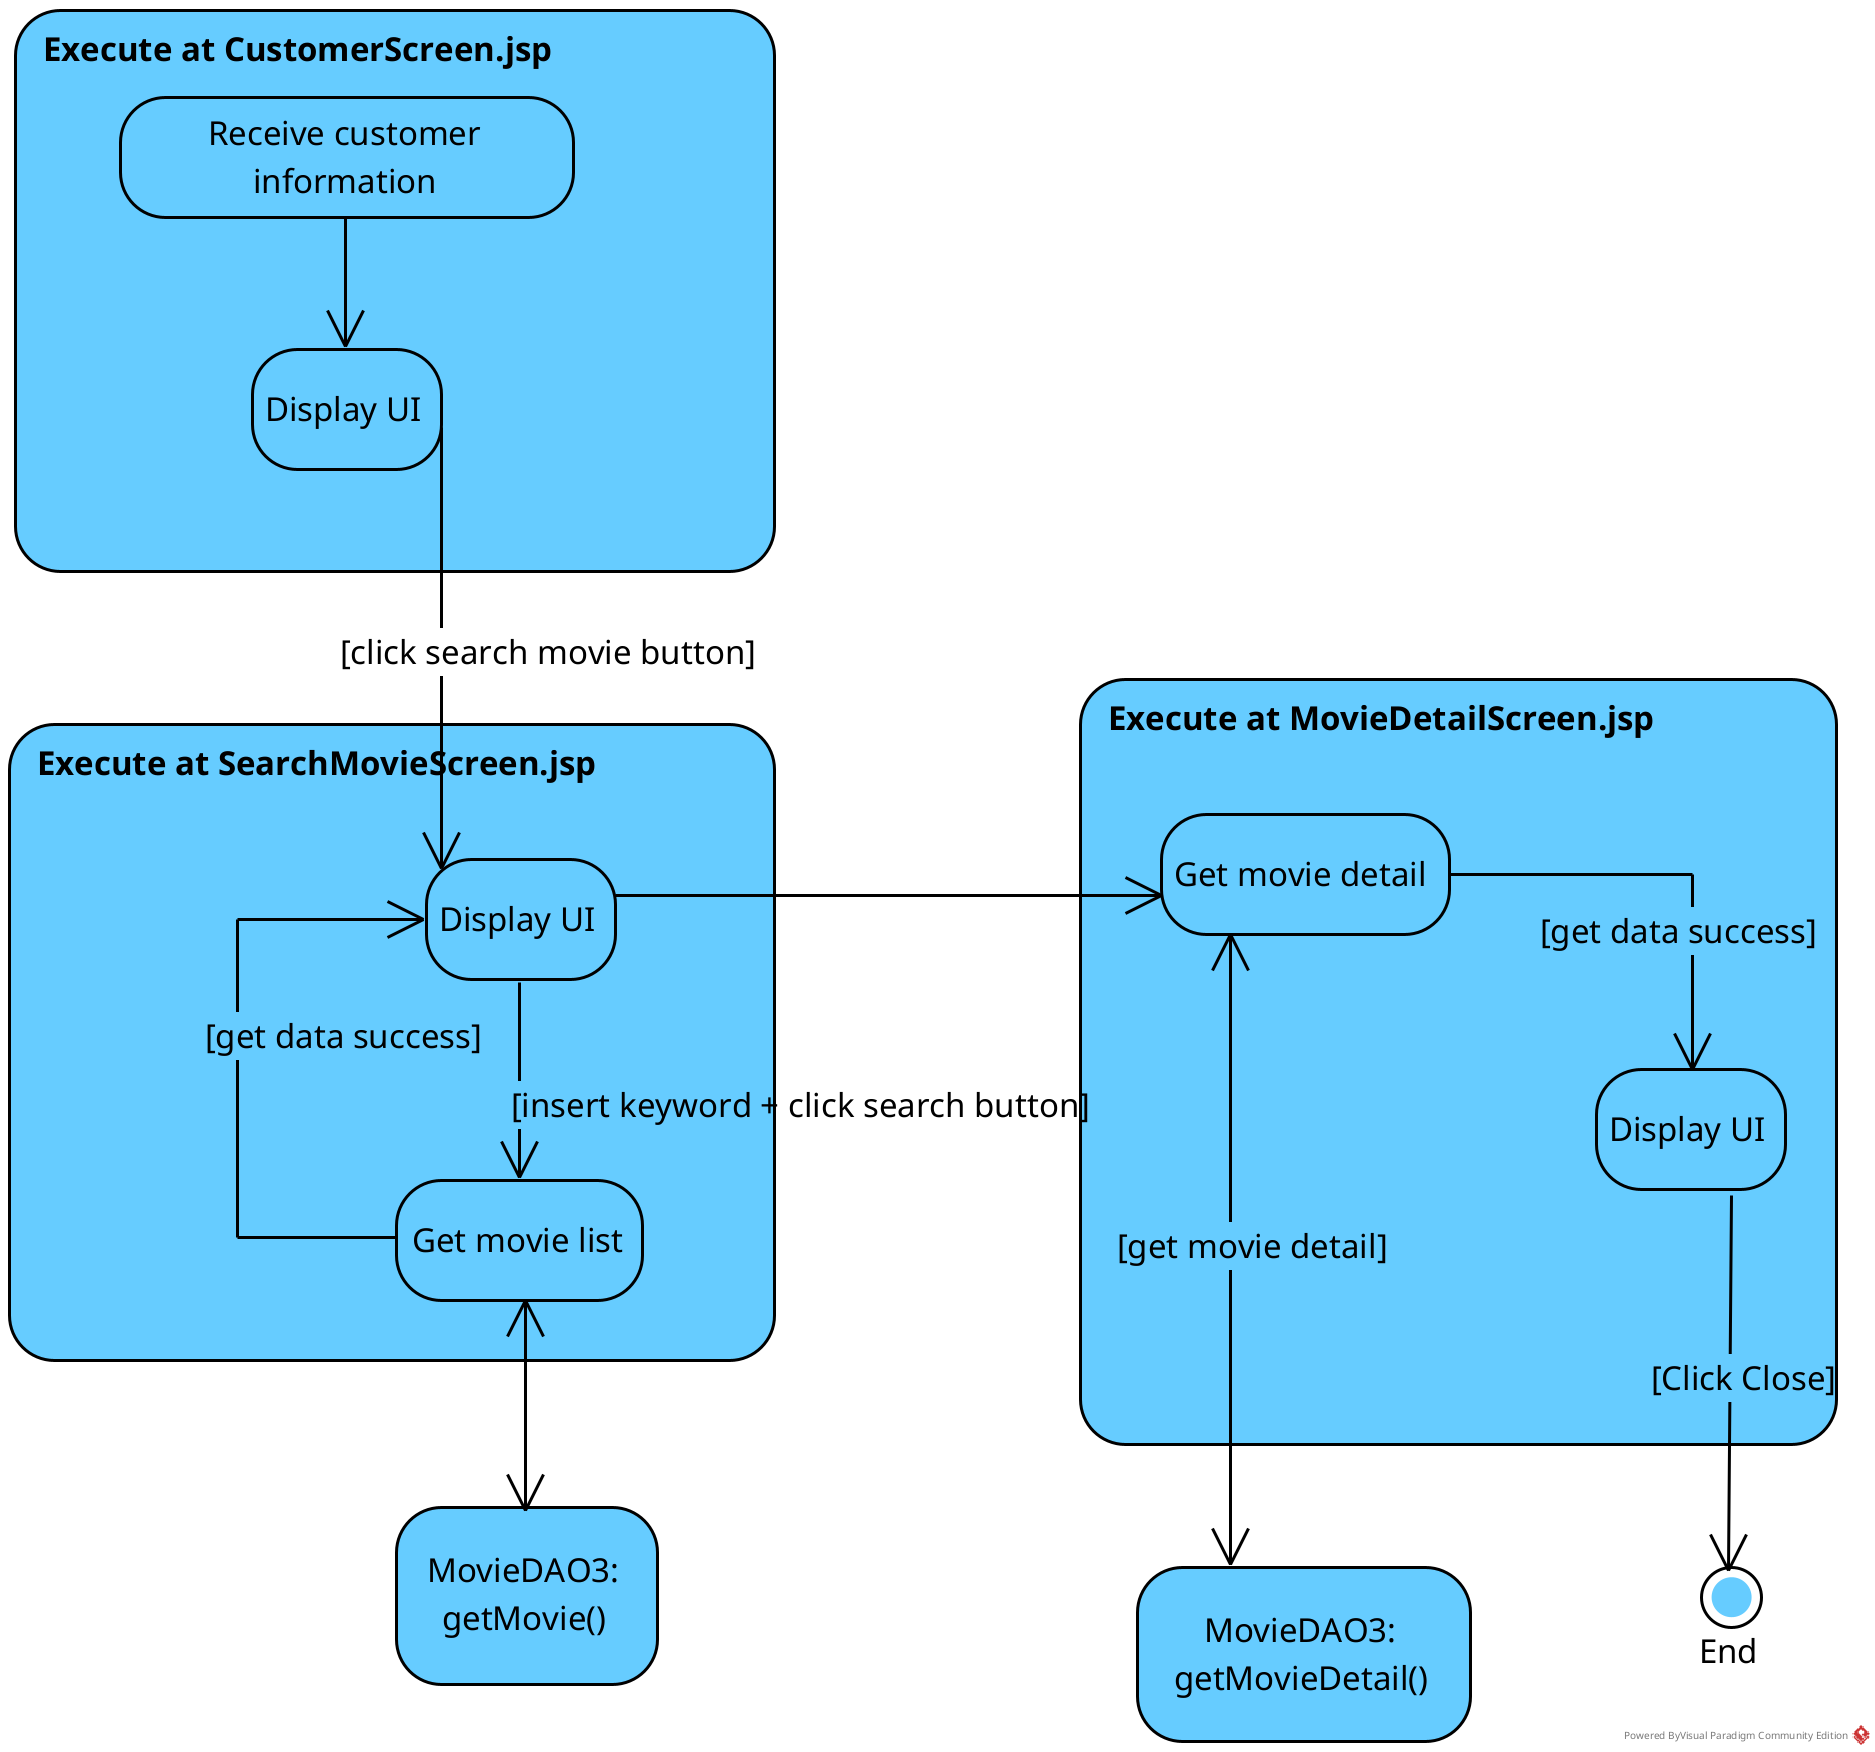 Execute at CustomerScreen.jsp
Receive customer
information
Display UI
[click search movie button]
Execute at SearchMovieScreen.jsp
Display UI
[get data success]
[insert keyword + click search button]
Get movie list
MovieDAO3:
getMovie()
Execute at MovieDetailScreen.jsp
Get movie detail
[get data success]
Display UI
[get movie detail]
[Click Close]
MovieDAO3:
getMovieDetail()
End
Powered ByVisual Paradigm Community Edition